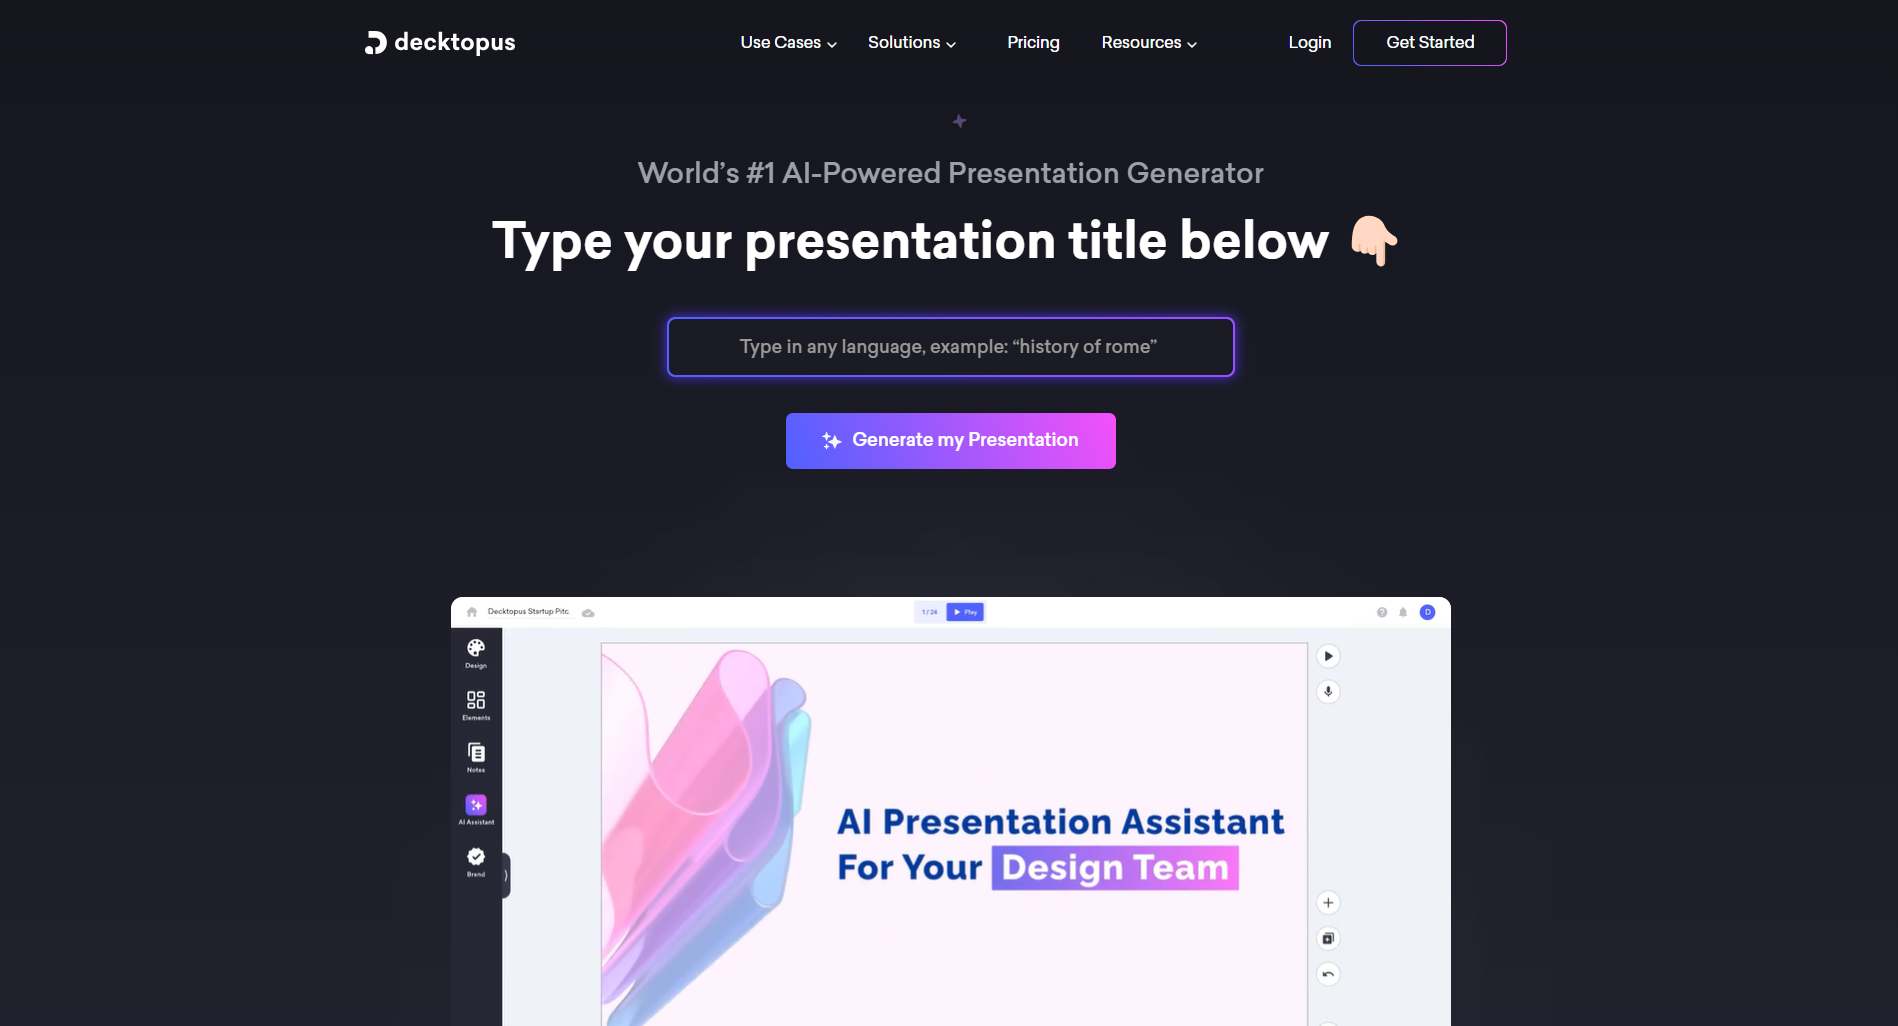 decktopus
Use Cases
Solutions
Pricing
Resources
Login
Get Started
World’s #1 AI-Powered Presentation Generator
Type your presentation title below
Type in any language, example: “history of rome”
Generate my Presentation
Decktopus Startup Pitc.
1 / 24
Play
D
Design
Elements
Notes
AI Assistant
Brand
AI Presentation Assistant
For Your Design Team